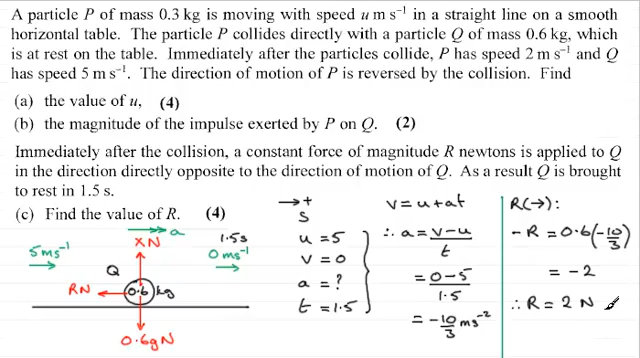 A particle P of mass 0.3 kg is moving with speed u m s⁻¹ in a straight line on a smooth
horizontal table. The particle P collides directly with a particle Q of mass 0.6 kg, which
is at rest on the table. Immediately after the particles collide, P has speed 2 m s⁻¹ and Q
has speed 5 m s⁻¹. The direction of motion of P is reversed by the collision. Find
(a) the value of u, (4)
(b) the magnitude of the impulse exerted by P on Q. (2)
Immediately after the collision, a constant force of magnitude R newtons is applied to Q
in the direction directly opposite to the direction of motion of Q. As a result Q is brought
to rest in 1.5 s.
(c) Find the value of R. (4)
→→ a
5ms⁻¹ →
XN
1.5s
0ms⁻¹ →
Q
RN
0.6 kg
0.6gN
→+
S
u = 5
v = 0
a = ?
t = 1.5
v = u + at
∴ a = (v - u)/t
= (0 - 5)/1.5
= -10/3 ms⁻²
R(→):
-R = 0.6(-10/3)
= -2
∴ R = 2 N